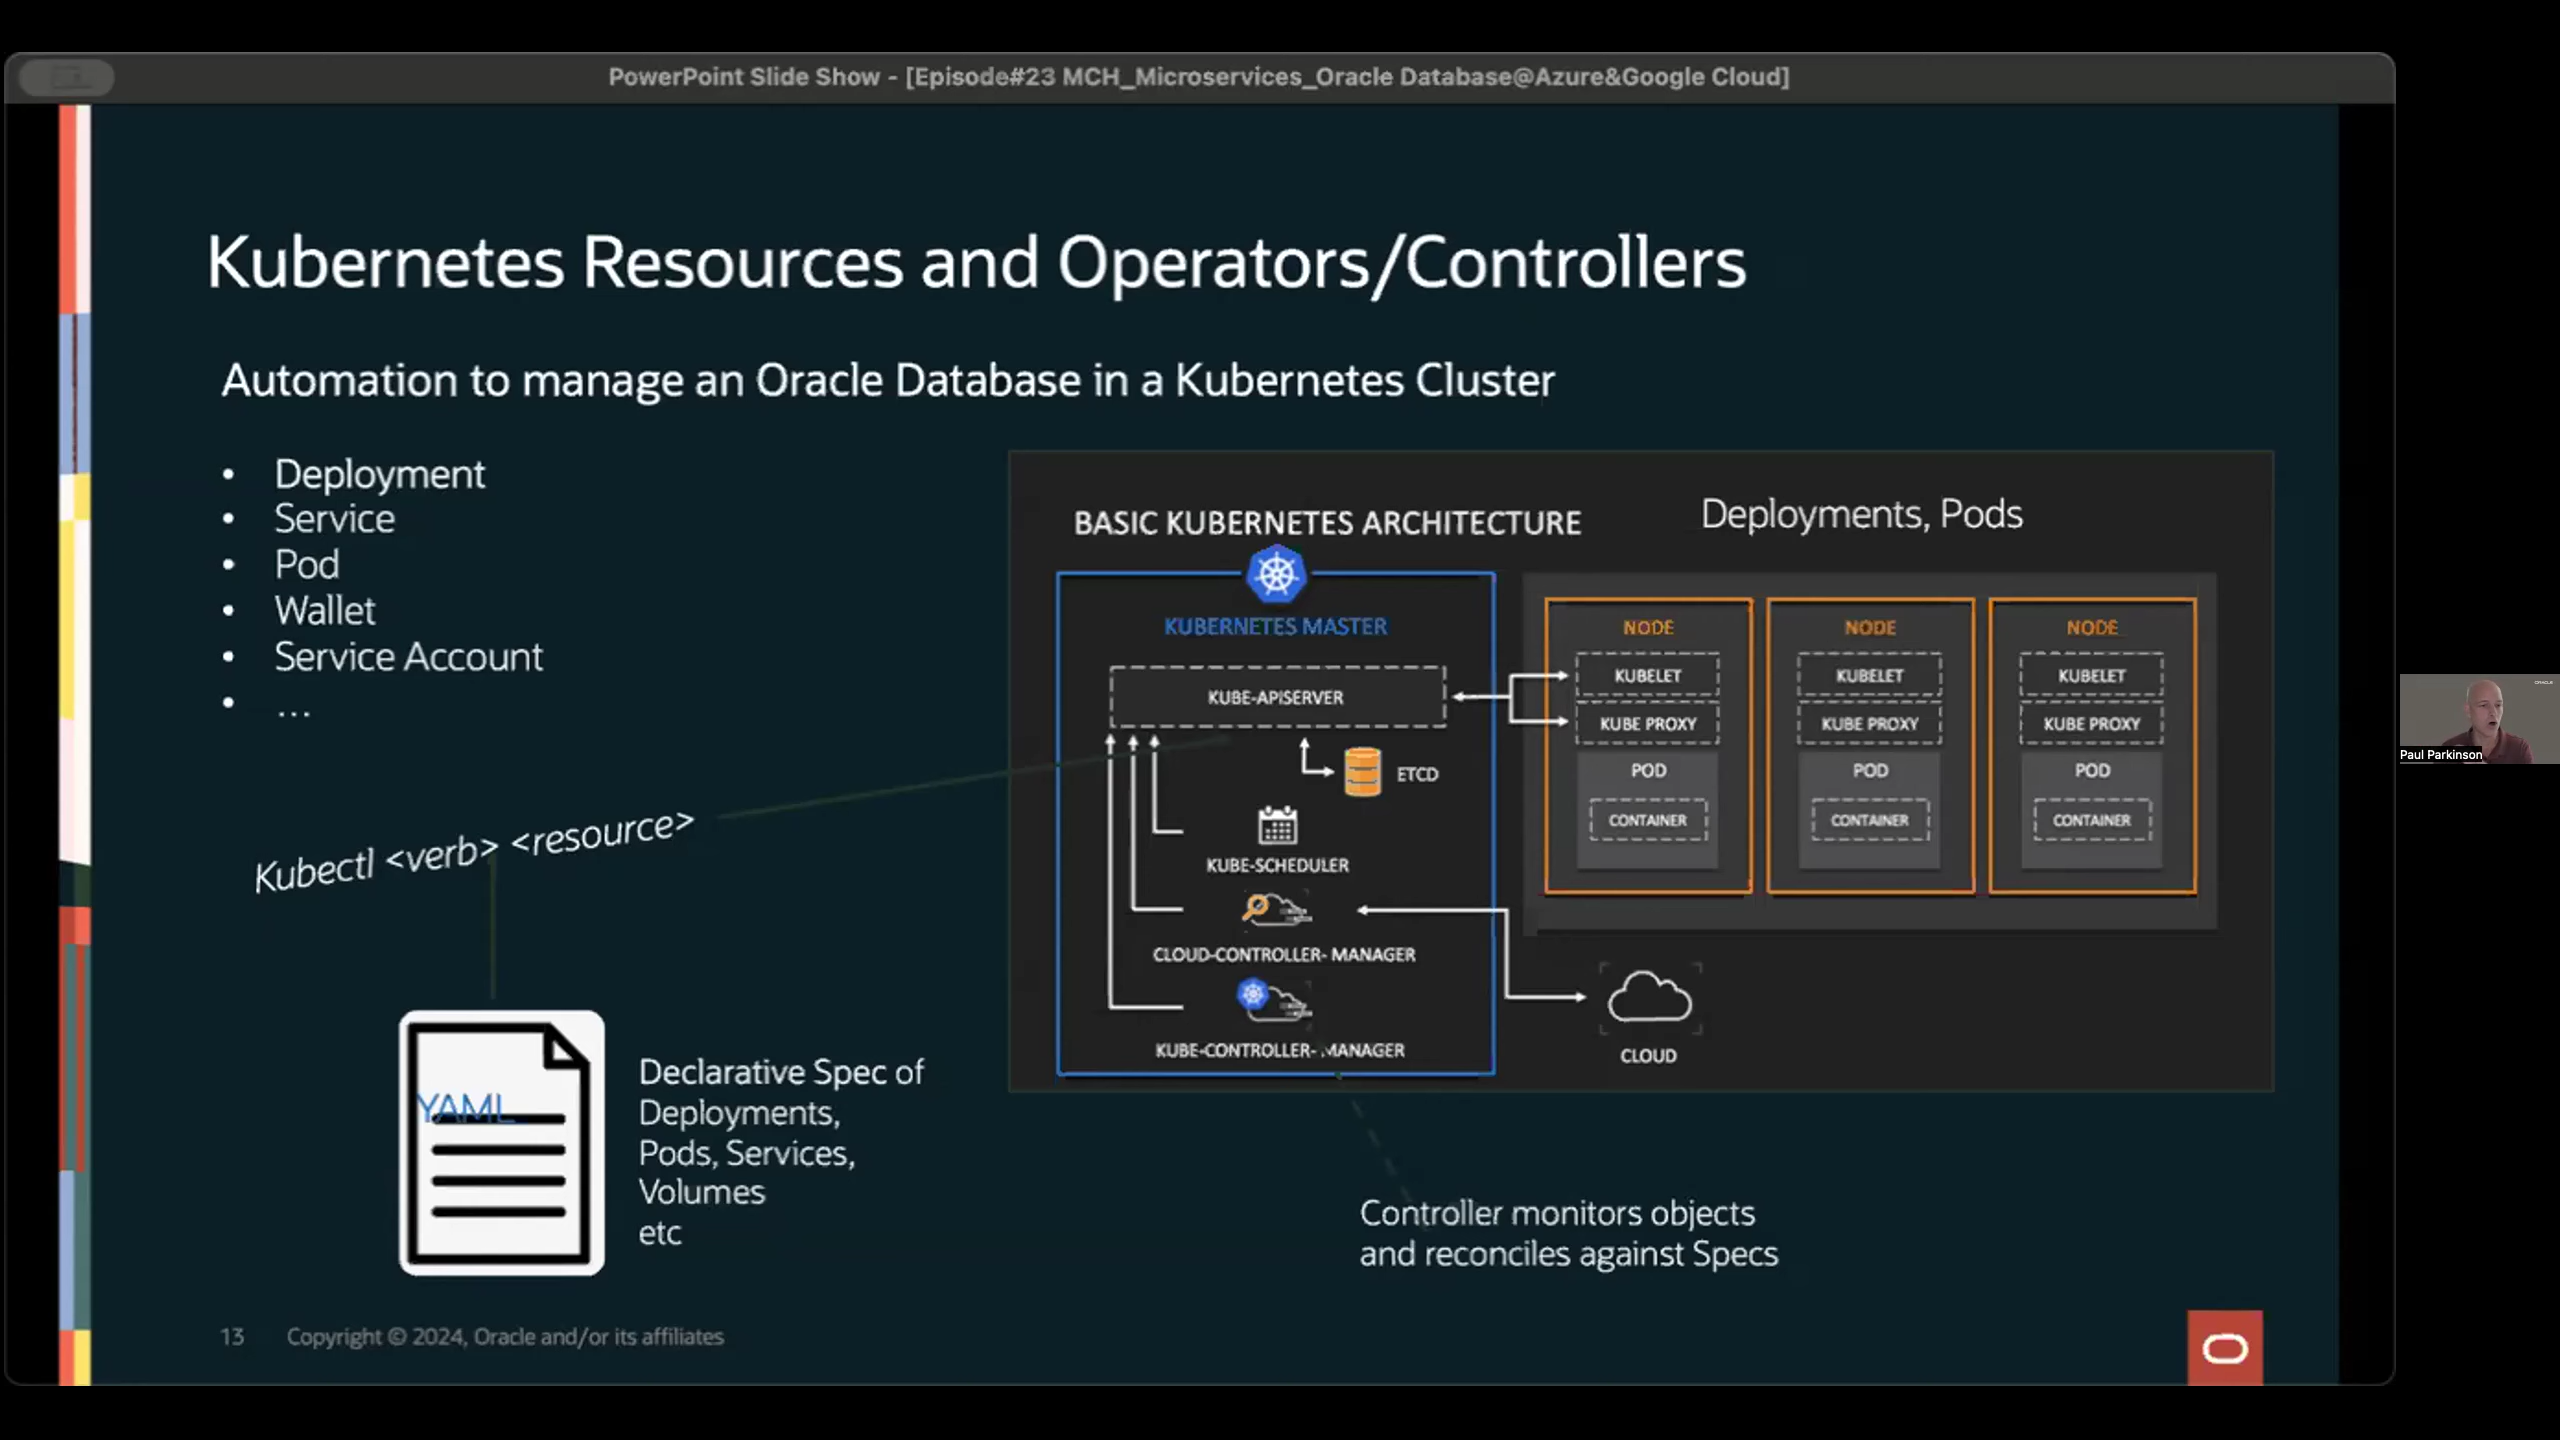 PowerPoint Slide Show - [Episode#23 MCH_Microservices_Oracle Database@Azure&Google Cloud]
Kubernetes Resources and Operators/Controllers
Automation to manage an Oracle Database in a Kubernetes Cluster
• Deployment
• Service
• Pod
• Wallet
• Service Account
• ...
Kubectl <verb> <resource>
YAML
Declarative Spec of
Deployments,
Pods, Services,
Volumes
etc
BASIC KUBERNETES ARCHITECTURE
Deployments, Pods
KUBERNETES MASTER
KUBE-APISERVER
ETCD
KUBE-SCHEDULER
CLOUD-CONTROLLER- MANAGER
KUBE-CONTROLLER- MANAGER
NODE
KUBELET
KUBE PROXY
POD
CONTAINER
NODE
KUBELET
KUBE PROXY
POD
CONTAINER
NODE
KUBELET
KUBE PROXY
POD
CONTAINER
CLOUD
Controller monitors objects
and reconciles against Specs
13 Copyright © 2024, Oracle and/or its affiliates
Paul Parkinson